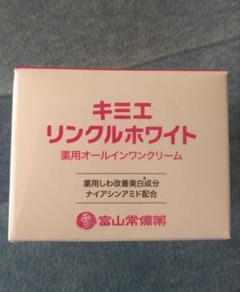 キミエ
リンクルホワイト
薬用オールインワンクリーム
薬用しわ改善美白*成分
ナイアシンアミド配合
富山常備薬